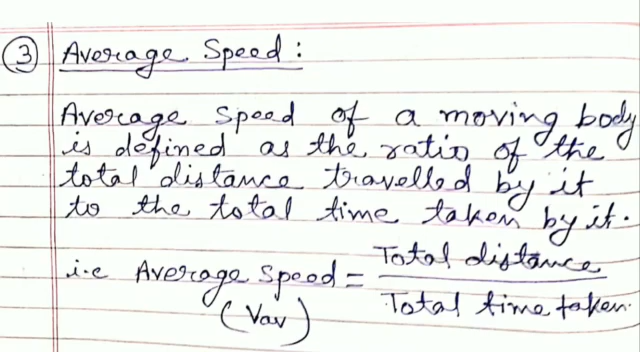 ③ Average Speed :
Average Speed of a moving body
is defined as the ratio of the
total distance travelled by it
to the total time taken by it.
i.e Average Speed = Total distance
Total time taken.
(Vav)